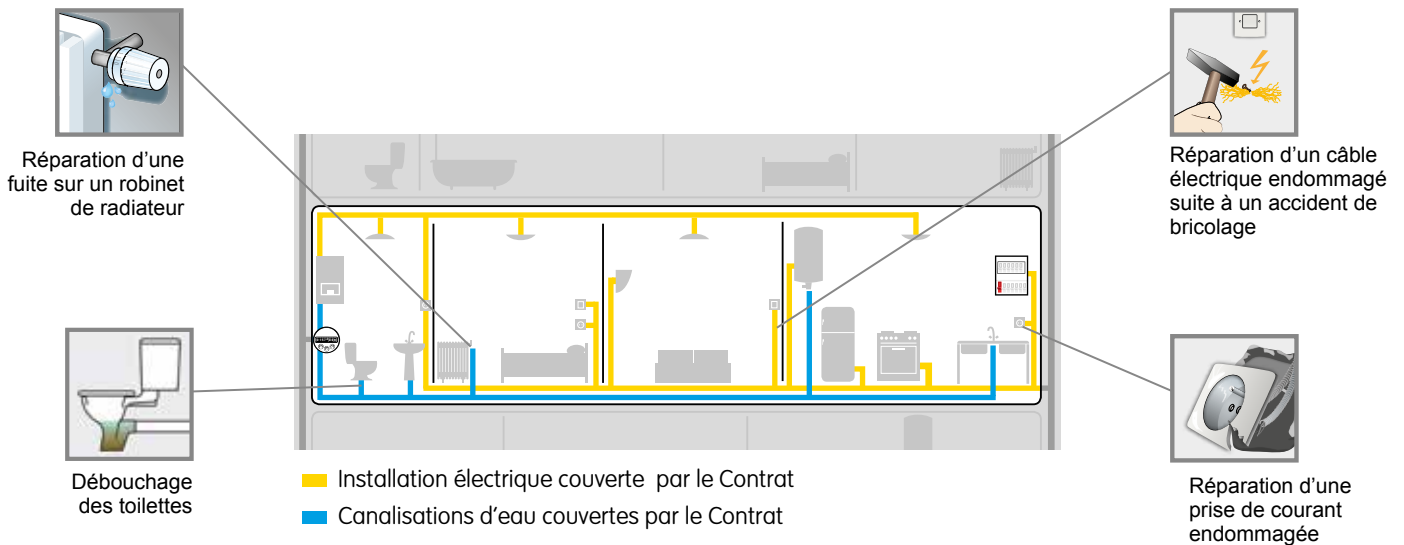 Réparation d'une
fuite sur un robinet
de radiateur
Réparation d'un câble
électrique endommagé
suite à un accident de
bricolage
Débouchage
des toilettes
Installation électrique couverte par le Contrat
Canalisations d'eau couvertes par le Contrat
Réparation d'une
prise de courant
endommagée